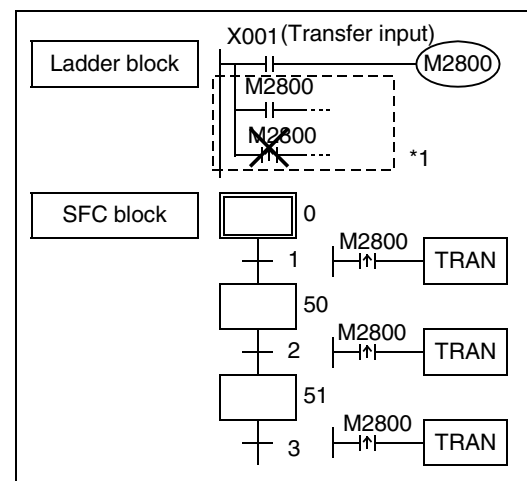 X001 (Transfer input)
Ladder block
M2800
M2800
M2800
*1
SFC block
0
M2800
1
TRAN
50
M2800
2
TRAN
51
M2800
3
TRAN